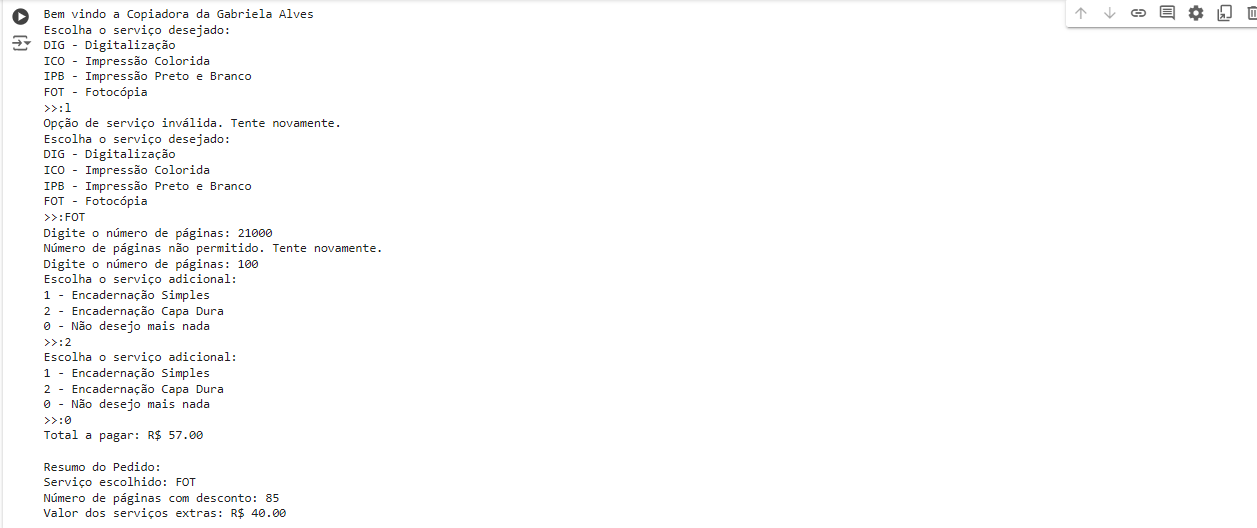 Bem vindo a Copiadora da Gabriela Alves
Escolha o serviço desejado:
DIG - Digitalização
ICO - Impressão Colorida
IPB - Impressão Preto e Branco
FOT - Fotocópia
>>:l
Opção de serviço inválida. Tente novamente.
Escolha o serviço desejado:
DIG - Digitalização
ICO - Impressão Colorida
IPB - Impressão Preto e Branco
FOT - Fotocópia
>>:FOT
Digite o número de páginas: 21000
Número de páginas não permitido. Tente novamente.
Digite o número de páginas: 100
Escolha o serviço adicional:
1 - Encadernação Simples
2 - Encadernação Capa Dura
0 - Não desejo mais nada
>>:2
Escolha o serviço adicional:
1 - Encadernação Simples
2 - Encadernação Capa Dura
0 - Não desejo mais nada
>>:0
Total a pagar: R$ 57.00
Resumo do Pedido:
Serviço escolhido: FOT
Número de páginas com desconto: 85
Valor dos serviços extras: R$ 40.00